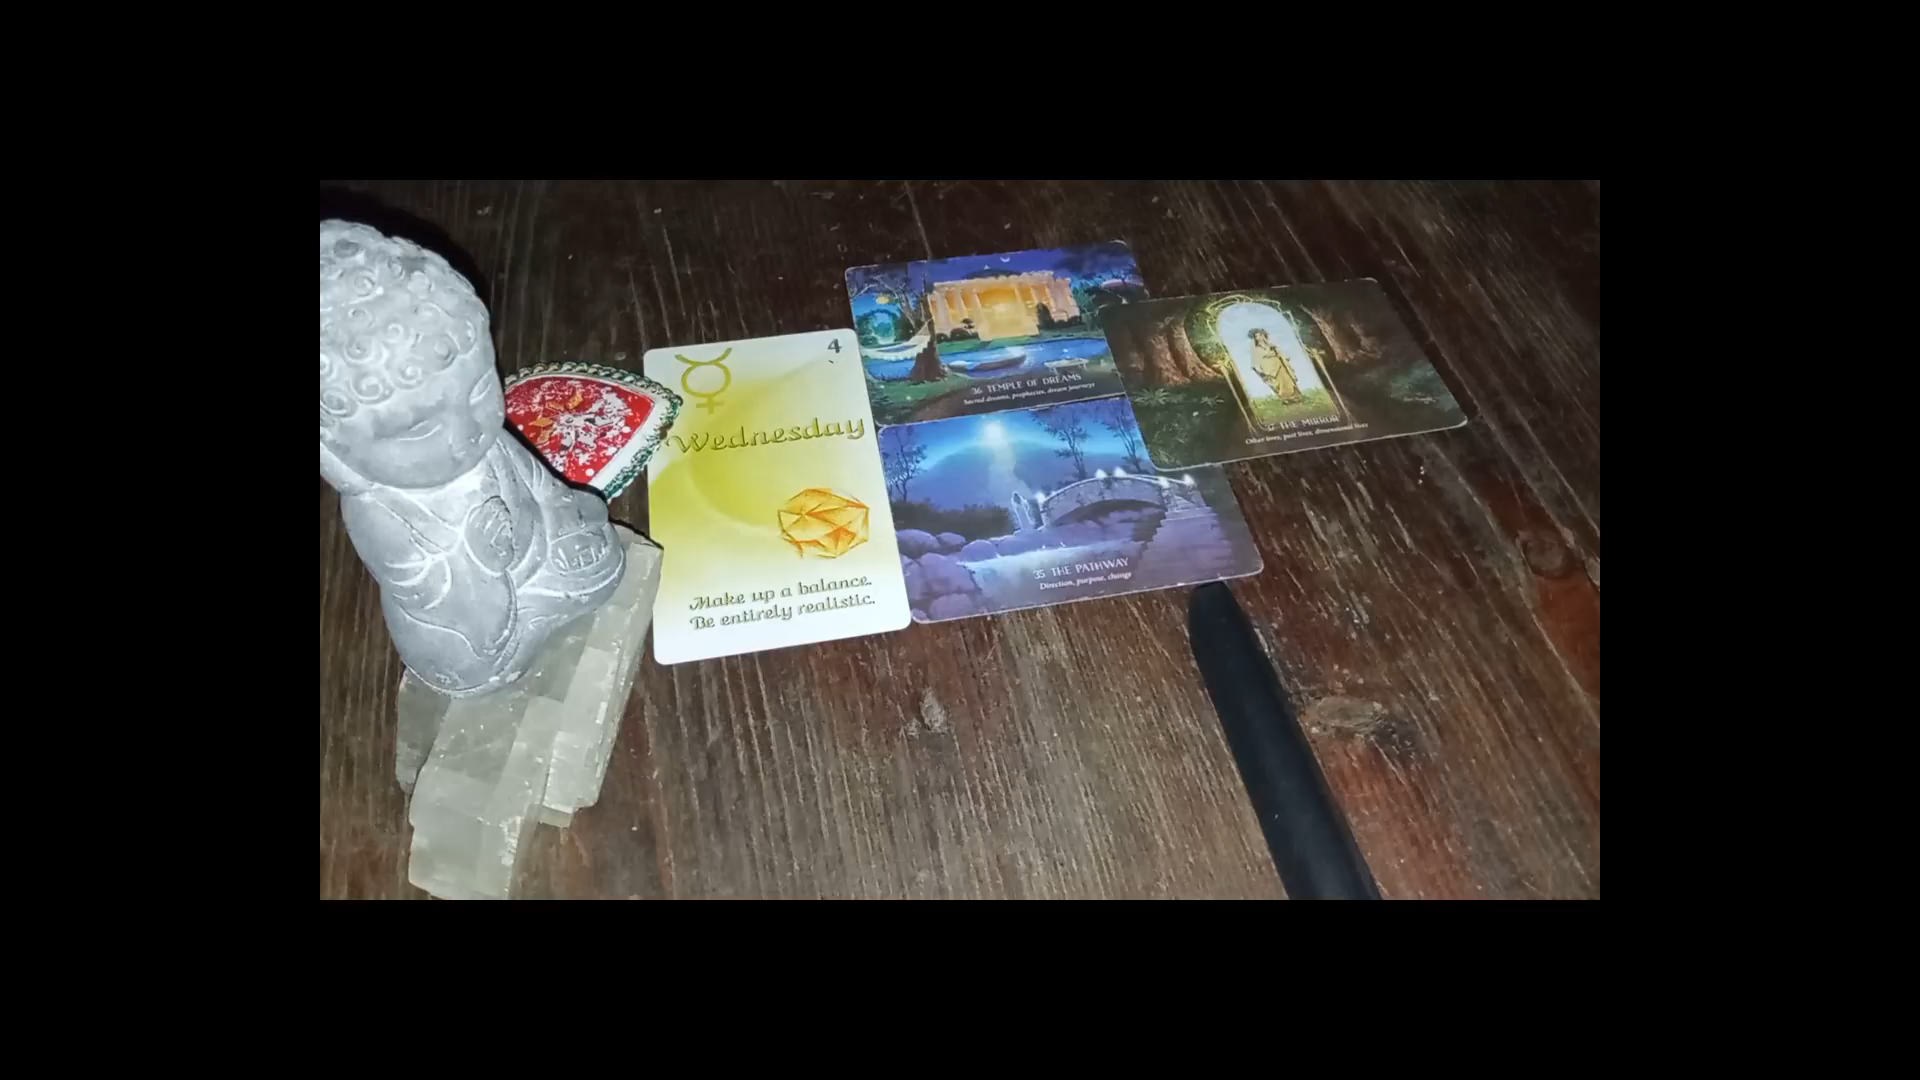 4
Wednesday
Make up a balance.
Be entirely realistic.
36 TEMPLE OF DREAMS
Sacred dreams, prophecies, dream journeys
35 THE PATHWAY
Direction, purpose, change
37 THE MIRROR
Other lives, past lives, dimensional lives